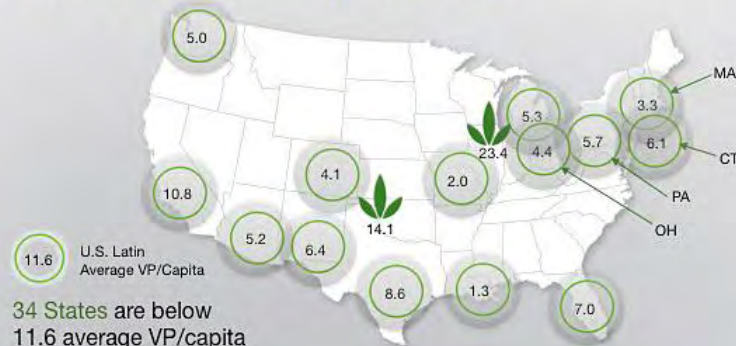 5.0
MA
5.3
3.3
23.4
4.4
5.7
6.1
CT
4.1
2.0
PA
10.8
OH
14.1
5.2
6.4
11.6
U.S. Latin
Average VP/Capita
8.6
1.3
7.0
34 States are below
11.6 average VP/capita